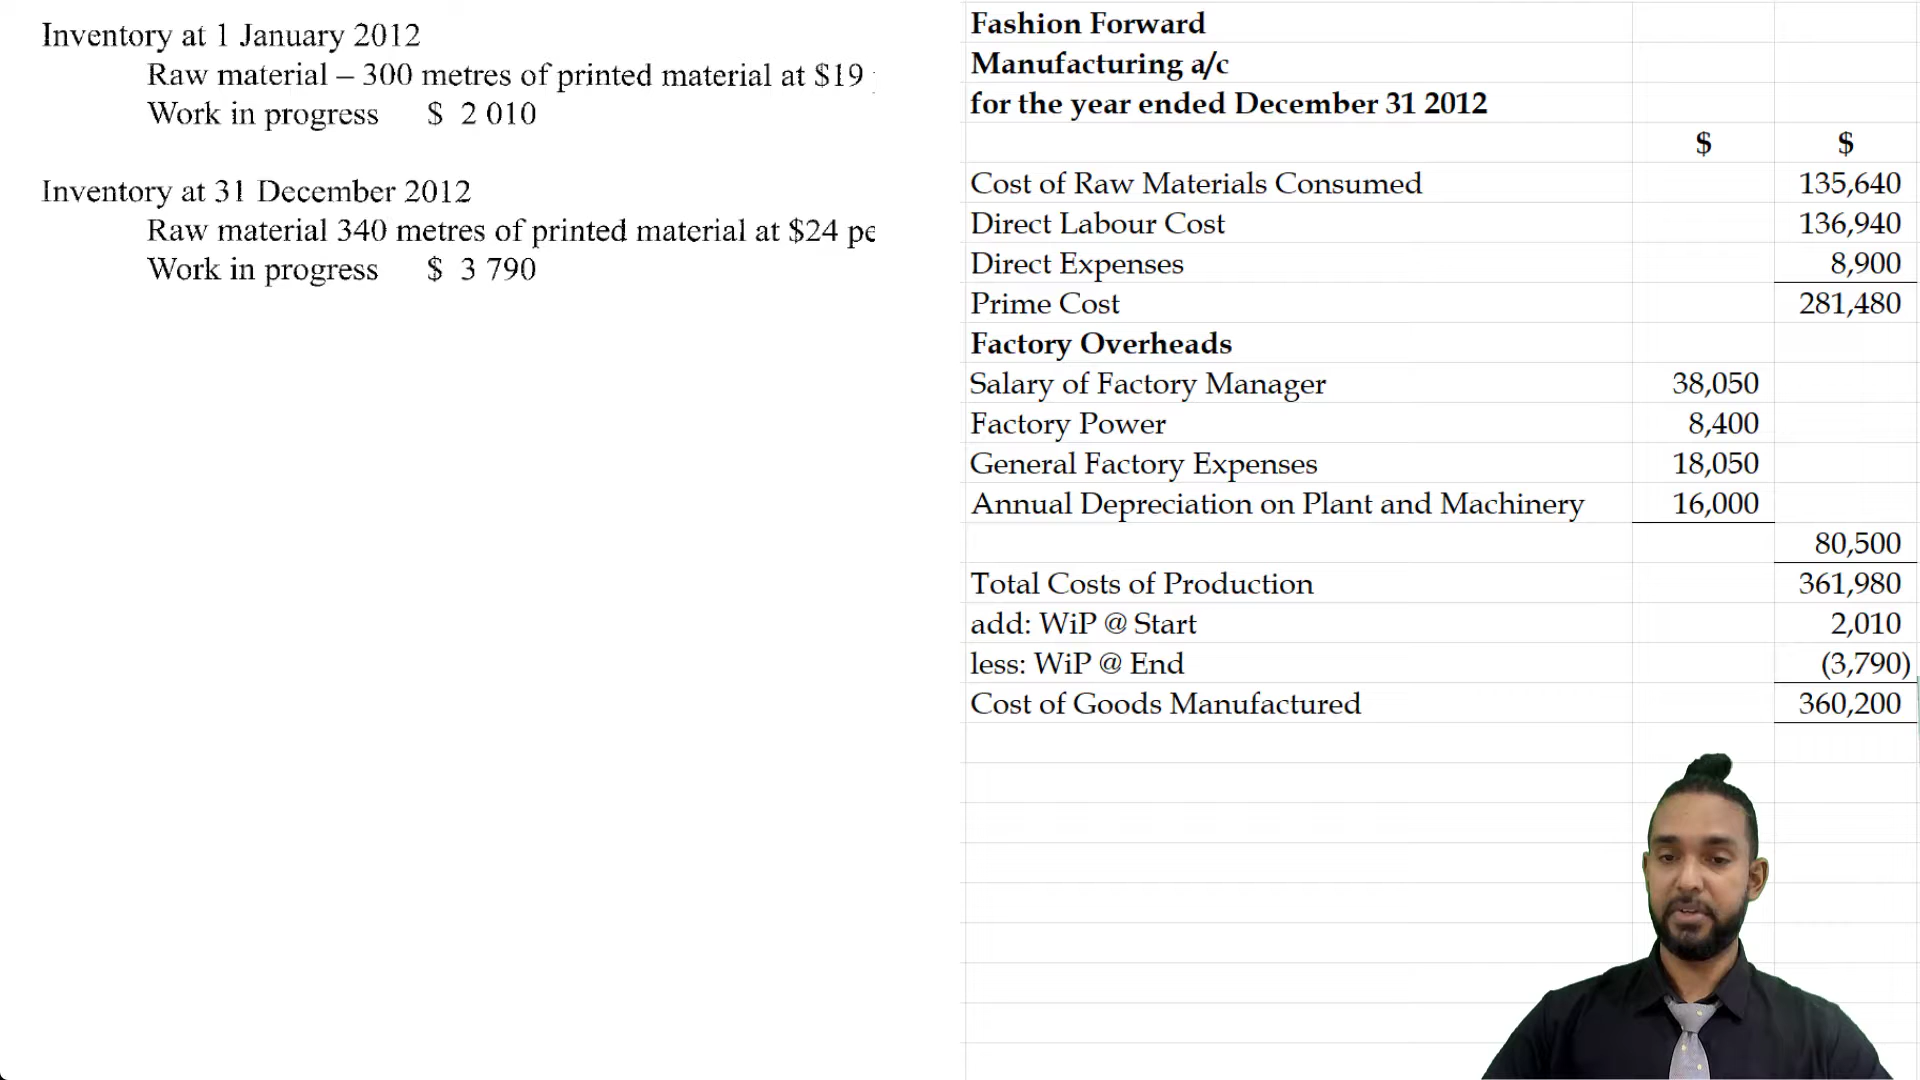 Inventory at 1 January 2012
Raw material – 300 metres of printed material at $19
Work in progress $ 2 010
Inventory at 31 December 2012
Raw material 340 metres of printed material at $24 pe
Work in progress $ 3 790
Fashion Forward
Manufacturing a/c
for the year ended December 31 2012
$ $
Cost of Raw Materials Consumed 135,640
Direct Labour Cost 136,940
Direct Expenses 8,900
Prime Cost 281,480
Factory Overheads
Salary of Factory Manager 38,050
Factory Power 8,400
General Factory Expenses 18,050
Annual Depreciation on Plant and Machinery 16,000
80,500
Total Costs of Production 361,980
add: WiP @ Start 2,010
less: WiP @ End (3,790)
Cost of Goods Manufactured 360,200